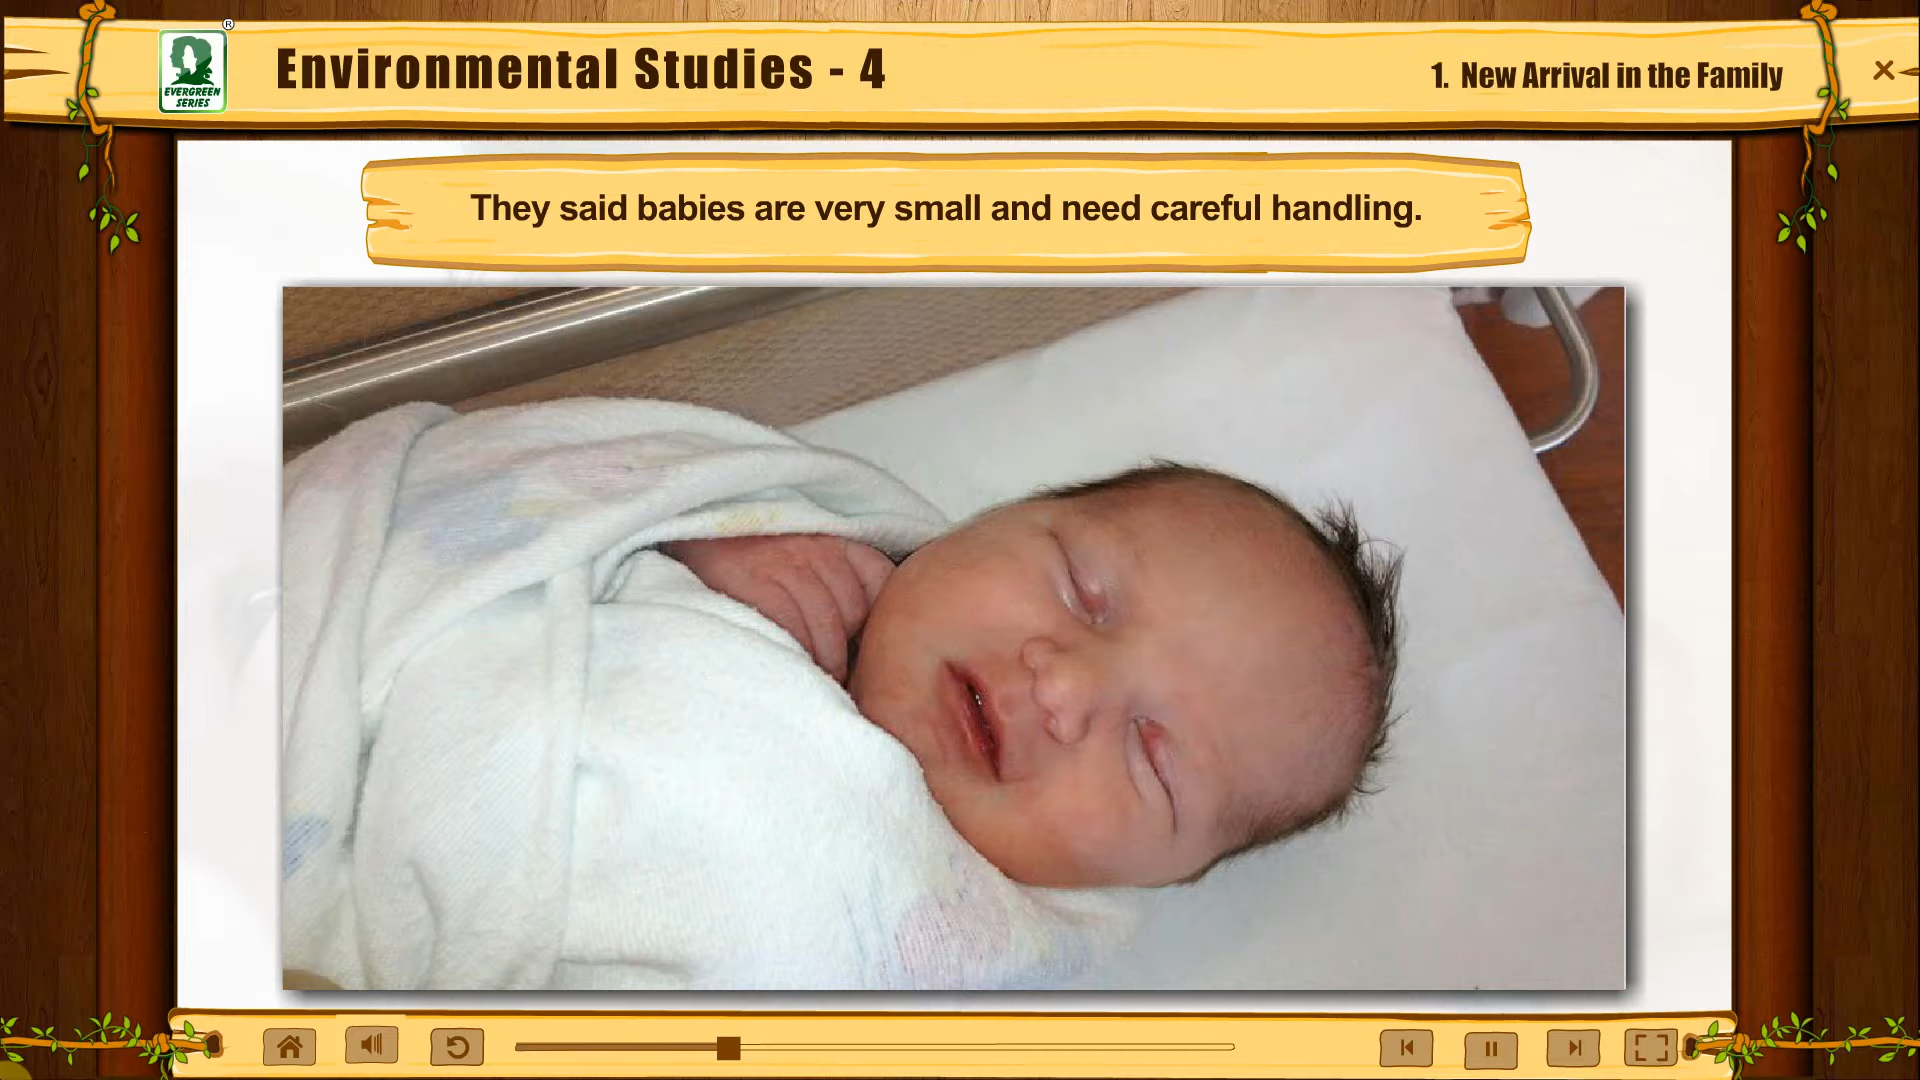 ®
EVERGREEN
SERIES
Environmental Studies - 4
1. New Arrival in the Family
They said babies are very small and need careful handling.